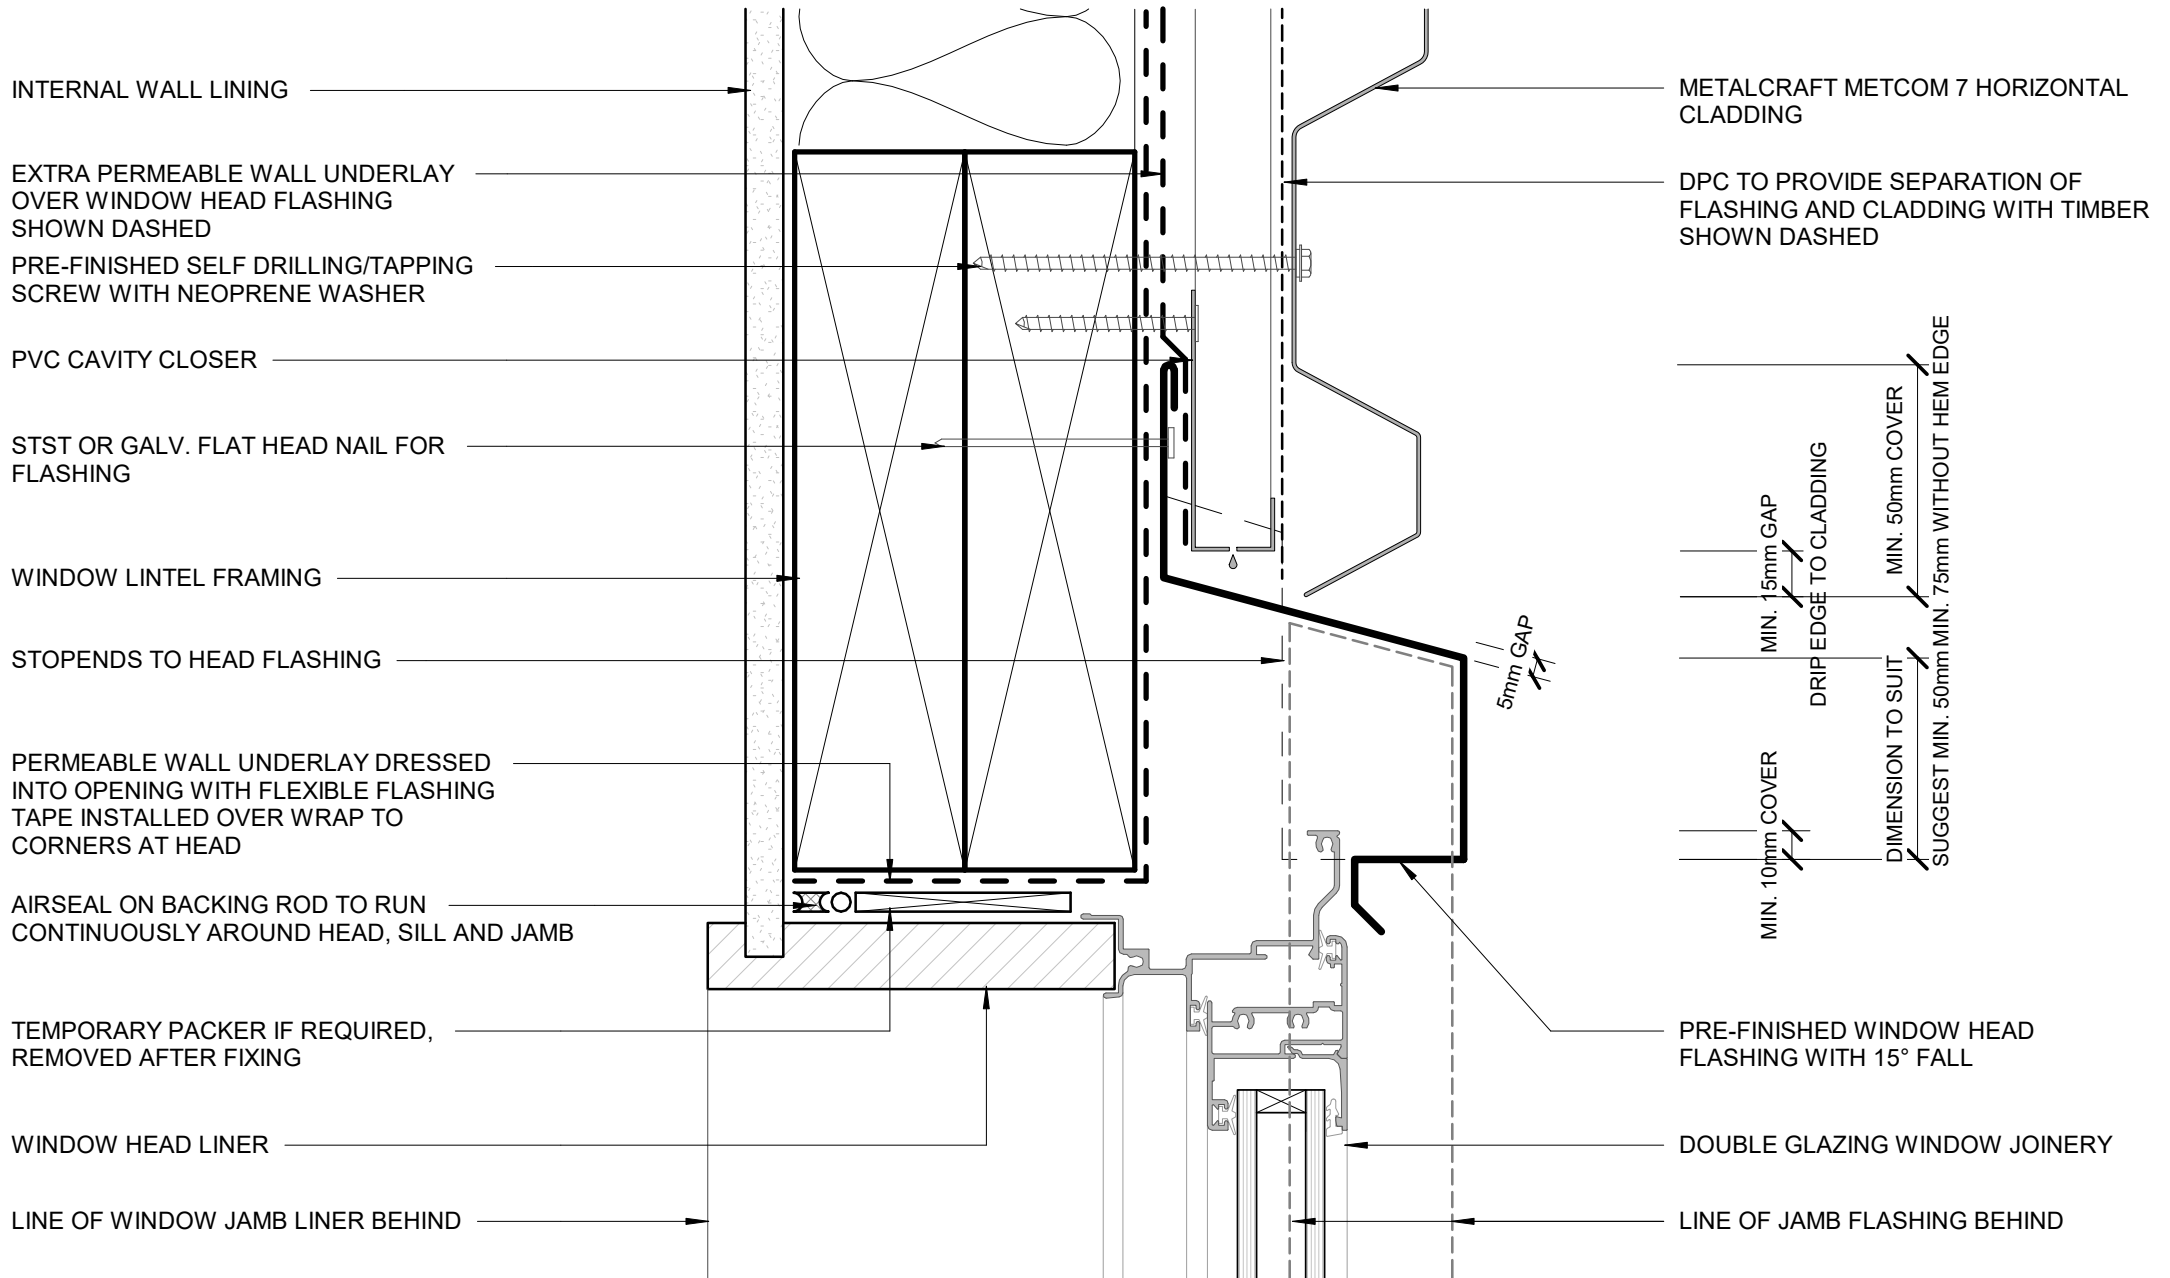 INTERNAL WALL LINING
EXTRA PERMEABLE WALL UNDERLAY
OVER WINDOW HEAD FLASHING
SHOWN DASHED
PRE-FINISHED SELF DRILLING/TAPPING
SCREW WITH NEOPRENE WASHER
PVC CAVITY CLOSER
STST OR GALV. FLAT HEAD NAIL FOR
FLASHING
WINDOW LINTEL FRAMING
STOPENDS TO HEAD FLASHING
PERMEABLE WALL UNDERLAY DRESSED
INTO OPENING WITH FLEXIBLE FLASHING
TAPE INSTALLED OVER WRAP TO
CORNERS AT HEAD
AIRSEAL ON BACKING ROD TO RUN
CONTINUOUSLY AROUND HEAD, SILL AND JAMB
TEMPORARY PACKER IF REQUIRED,
REMOVED AFTER FIXING
WINDOW HEAD LINER
LINE OF WINDOW JAMB LINER BEHIND
METALCRAFT METCOM 7 HORIZONTAL
CLADDING
DPC TO PROVIDE SEPARATION OF
FLASHING AND CLADDING WITH TIMBER
SHOWN DASHED
5mm GAP
MIN. 15mm GAP
DRIP EDGE TO CLADDING
MIN. 50mm COVER
MIN. 75mm WITHOUT HEM EDGE
MIN. 10mm COVER
DIMENSION TO SUIT
SUGGEST MIN. 50mm
PRE-FINISHED WINDOW HEAD
FLASHING WITH 15° FALL
DOUBLE GLAZING WINDOW JOINERY
LINE OF JAMB FLASHING BEHIND